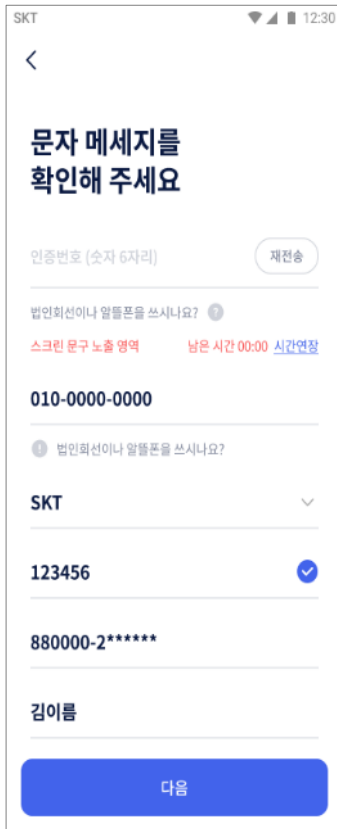 SKT 12:30
문자 메세지를
확인해 주세요
인증번호 (숫자 6자리) 재전송
법인회선이나 알뜰폰을 쓰시나요? ?
스크린 문구 노출 영역 남은 시간 00:00 시간연장
010-0000-0000
! 법인회선이나 알뜰폰을 쓰시나요?
SKT
123456
880000-2******
김이름
다음